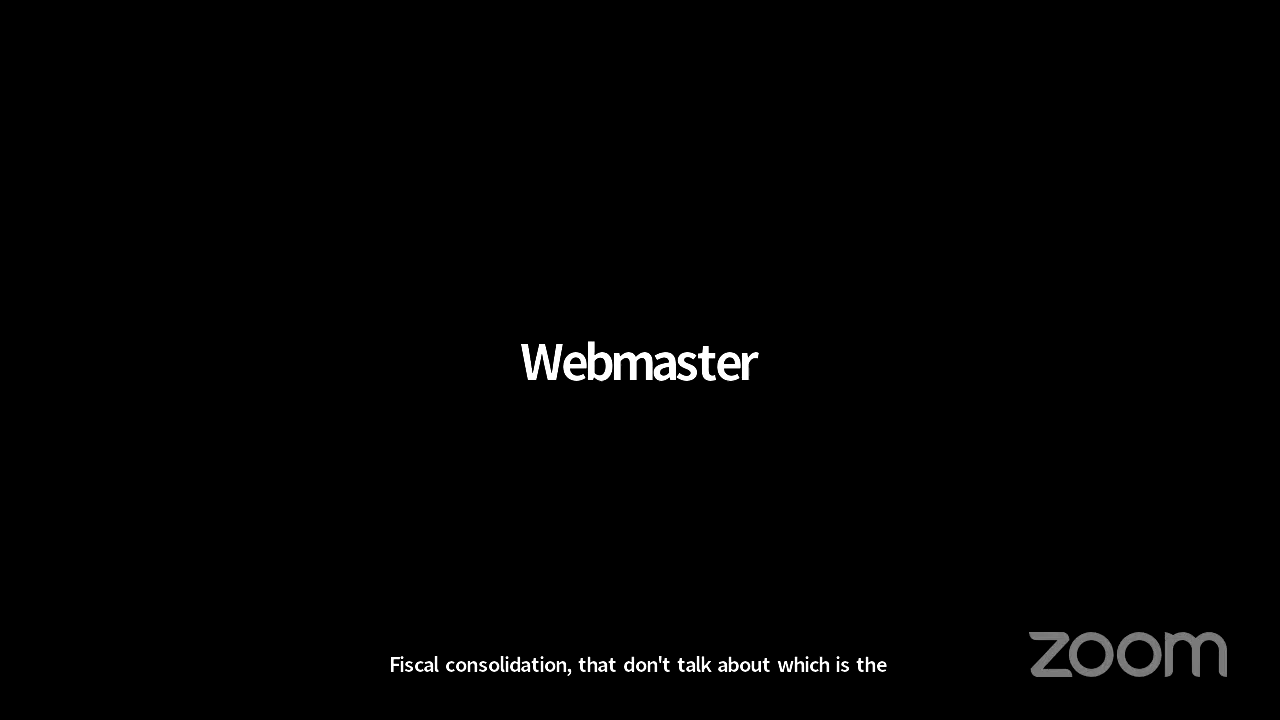 Webmaster
Fiscal consolidation, that don't talk about which is the
zoom